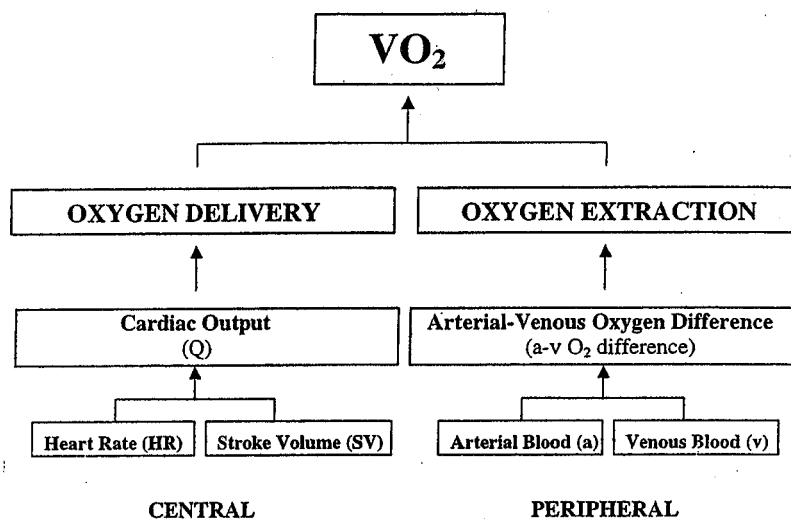 VO₂
OXYGEN DELIVERY
OXYGEN EXTRACTION
Cardiac Output
(Q)
Arterial-Venous Oxygen Difference
(a-v O₂ difference)
Heart Rate (HR)
Stroke Volume (SV)
Arterial Blood (a)
Venous Blood (v)
CENTRAL
PERIPHERAL